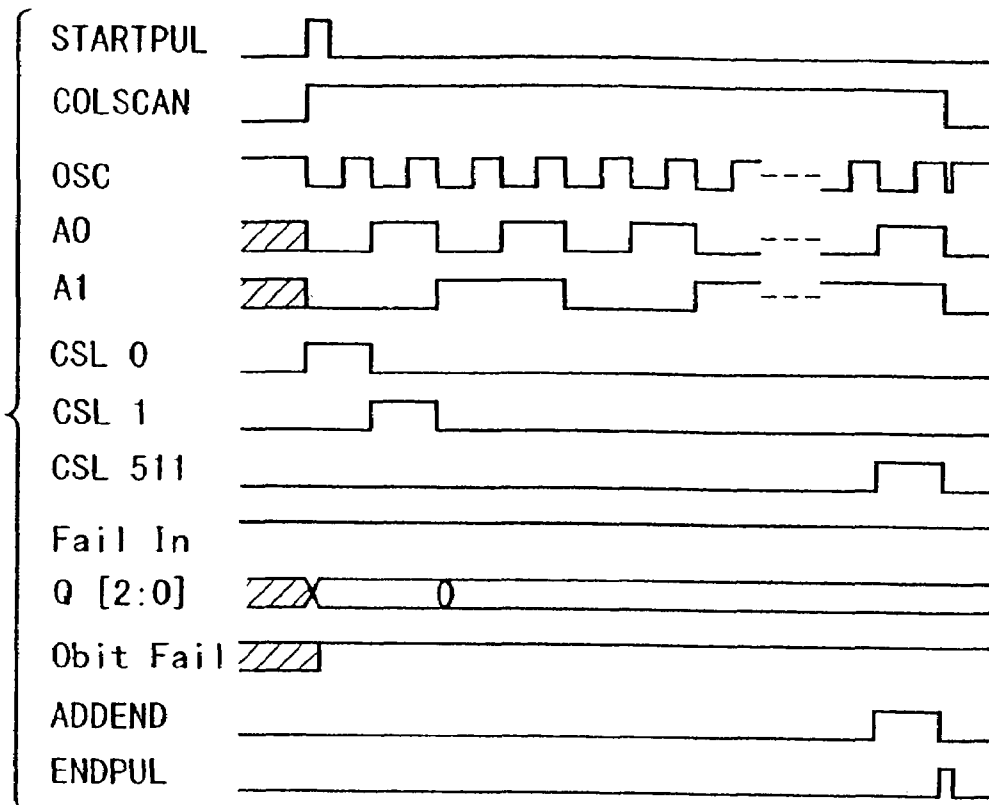 STARTPUL
COLSCAN
OSC
A0
A1
CSL 0
CSL 1
CSL 511
Fail In
Q [2:0]
0
0bit Fail
ADDEND
ENDPUL